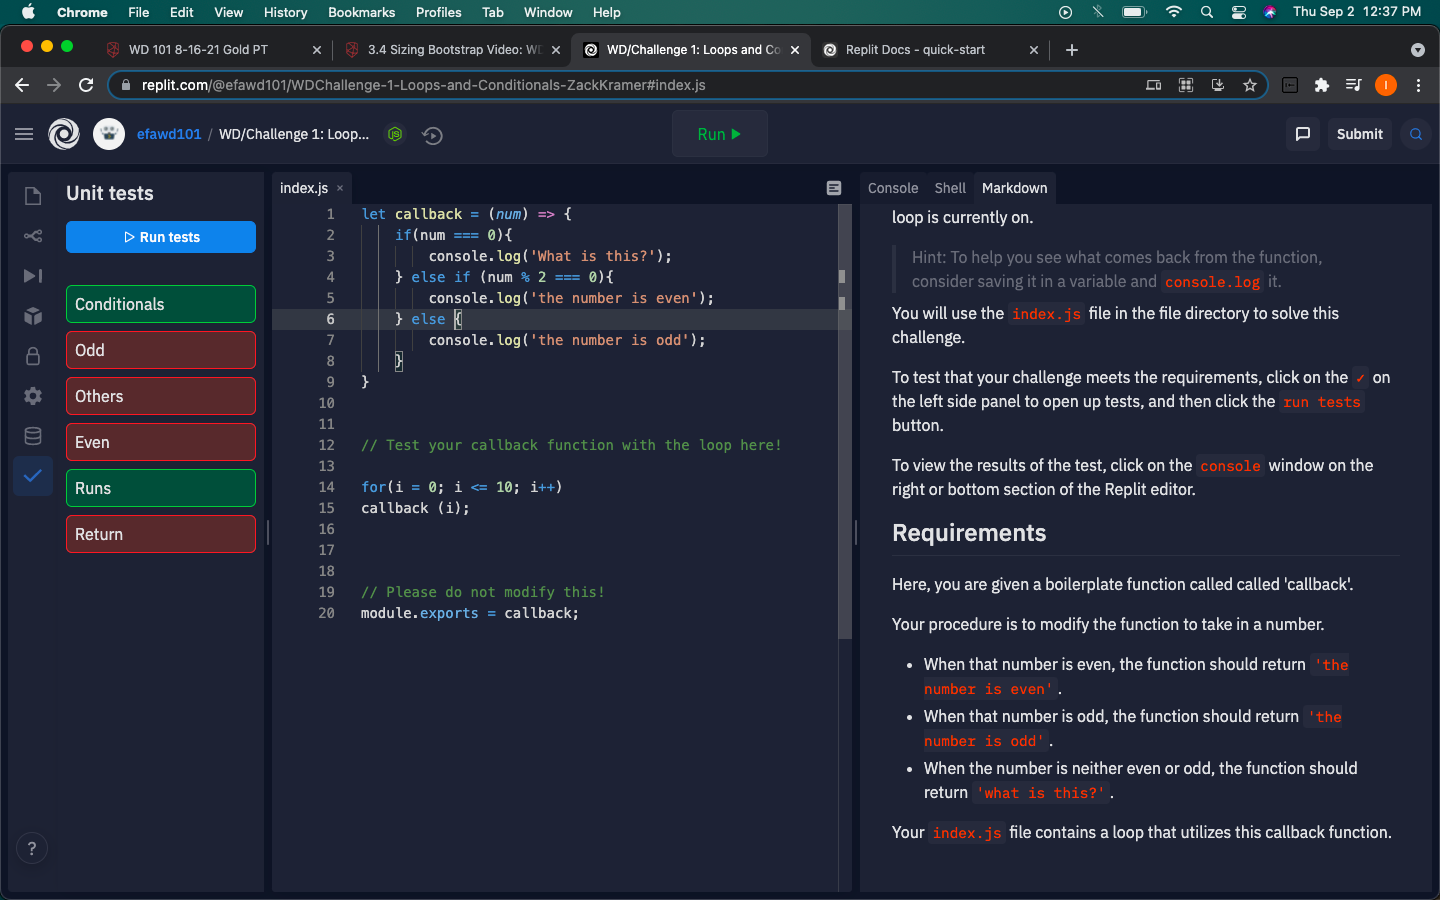 Chrome File Edit View History Bookmarks Profiles Tab Window Help Thu Sep 2 12:37 PM
WD 101 8-16-21 Gold PT
3.4 Sizing Bootstrap Video: WD
WD/Challenge 1: Loops and Co
Replit Docs - quick-start
replit.com/@efawd101/WDChallenge-1-Loops-and-Conditionals-ZackKramer#index.js
I
efawd101 / WD/Challenge 1: Loop...
JS
Run
Submit
Unit tests
Run tests
Conditionals
Odd
Others
Even
Runs
Return
?
index.js ×
1 let callback = (num) => {
2 if(num === 0){
3 console.log('What is this?');
4 } else if (num % 2 === 0){
5 console.log('the number is even');
6 } else {
7 console.log('the number is odd');
8 }
9 }
10
11
12 // Test your callback function with the loop here!
13
14 for(i = 0; i <= 10; i++)
15 callback (i);
16
17
18
19 // Please do not modify this!
20 module.exports = callback;
Console Shell Markdown
loop is currently on.
Hint: To help you see what comes back from the function,
consider saving it in a variable and console.log it.
You will use the index.js file in the file directory to solve this
challenge.
To test that your challenge meets the requirements, click on the ✓ on
the left side panel to open up tests, and then click the run tests
button.
To view the results of the test, click on the console window on the
right or bottom section of the Replit editor.
Requirements
Here, you are given a boilerplate function called called 'callback'.
Your procedure is to modify the function to take in a number.
• When that number is even, the function should return 'the
number is even'.
• When that number is odd, the function should return 'the
number is odd'.
• When the number is neither even or odd, the function should
return 'what is this?'.
Your index.js file contains a loop that utilizes this callback function.